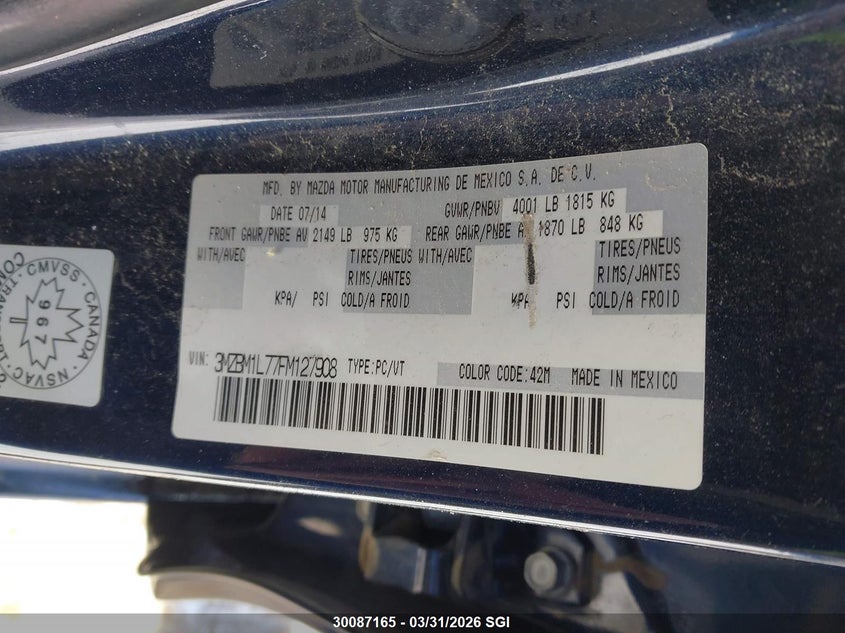 MFD. BY MAZDA MOTOR MANUFACTURING DE MEXICO S.A. DE C.V.
DATE 07/14 GVWR/PNBV 4001 LB 1815 KG
FRONT GAWR/PNBE AV 2149 LB 975 KG REAR GAWR/PNBE A 1870 LB 848 KG
WITH/AVEC TIRES/PNEUS WITH/AVEC TIRES/PNEUS
RIMS/JANTES RIMS/JANTES
KPA/ PSI COLD/A FROID KPA/ PSI COLD/A FROID
VIN: 3MZBM1L77FM127908 TYPE:PC/VT COLOR CODE:42M MADE IN MEXICO
CMVSS CANADA
967
NSVAC
30087165 - 03/31/2026 SGI